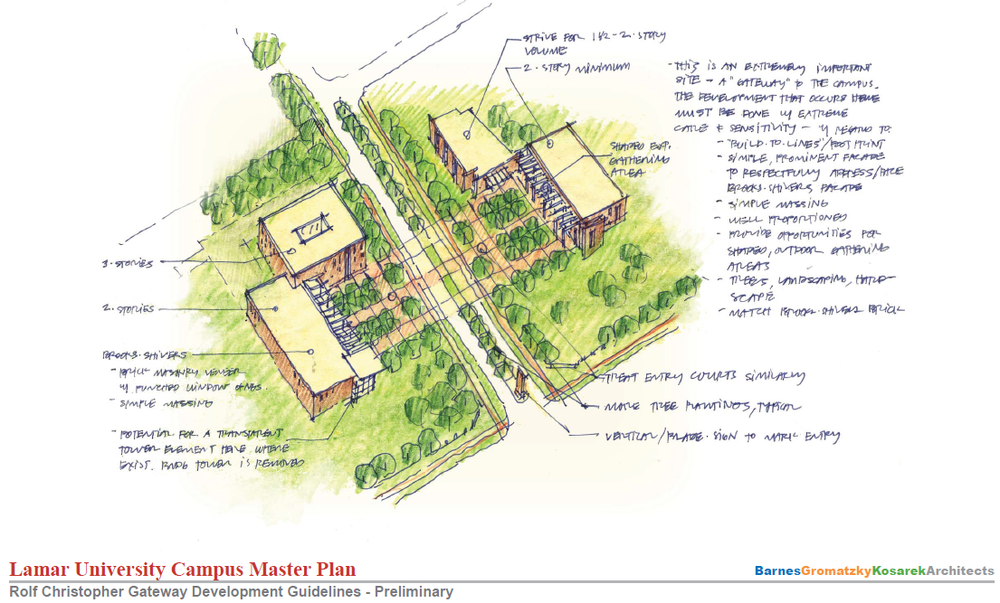 STRIVE FOR 1 1/2 - 2-STORY
VOLUME
2-STORY MINIMUM
SHADED EXT.
GATHERING
AREA
- THIS IS AN EXTREMELY IMPORTANT
SITE - A "GATEWAY" TO THE CAMPUS.
THE DEVELOPMENT THAT OCCURS HERE
MUST BE DONE W/ EXTREME
CARE & SENSITIVITY - W/ REGARD TO:
- "BUILD-TO-LINES"/FOOTPRINT
- SIMPLE, PROMINENT FACADE
TO RESPECTFULLY ADDRESS/FACE
BROOKS-SHIVERS FACADE
- SIMPLE MASSING
- WELL PROPORTIONED
- PROVIDE OPPORTUNITIES FOR
SHADED, OUTDOOR GATHERING
AREAS
- TREES, LANDSCAPING, HARD-
SCAPE
- MATCH BROOKS-SHIVERS BRICK
3-STORIES
2-STORIES
BROOKS-SHIVERS
- BRICK MASONRY VENEER
W/ PUNCHED WINDOW OPNGS.
- SIMPLE MASSING
- POTENTIAL FOR A TRANSPARENT
TOWER ELEMENT HERE WHERE
EXIST. BLDG TOWER IS REMOVED
TREAT ENTRY COURTS SIMILARLY
MORE TREE PLANTINGS, TYPICAL
VERTICAL/BLADE-SIGN TO MARK ENTRY
Lamar University Campus Master Plan
BarnesGromatzkyKosarekArchitects
Rolf Christopher Gateway Development Guidelines - Preliminary